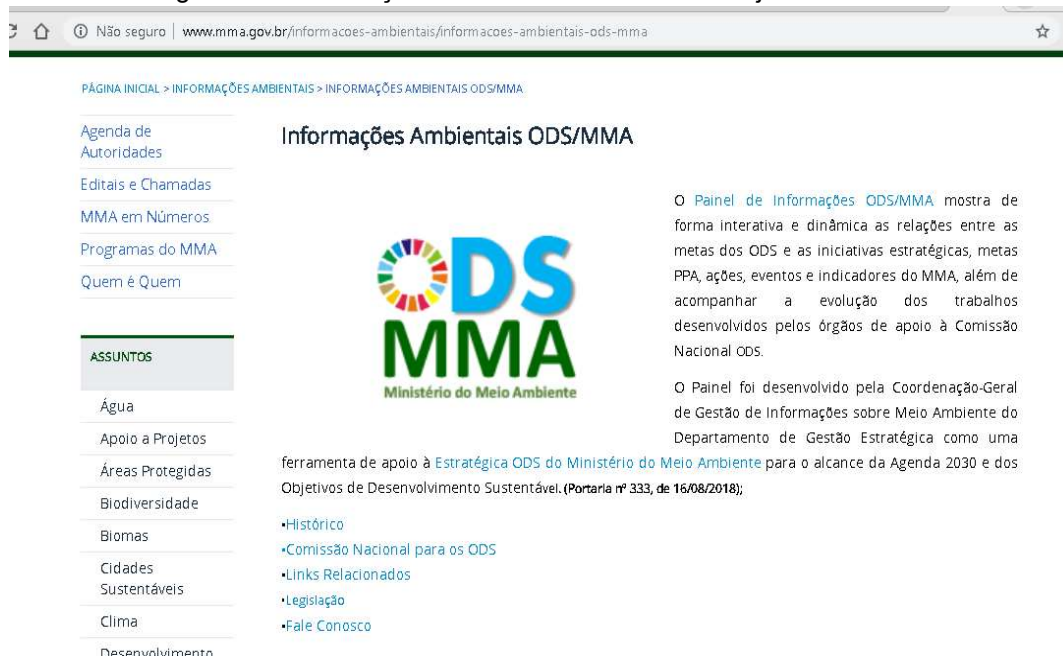 Não seguro | www.mma.gov.br/informacoes-ambientais/informacoes-ambientais-ods-mma
PÁGINA INICIAL > INFORMAÇÕES AMBIENTAIS > INFORMAÇÕES AMBIENTAIS ODS/MMA
Agenda de
Autoridades
Editais e Chamadas
MMA em Números
Programas do MMA
Quem é Quem
ASSUNTOS
Água
Apoio a Projetos
Áreas Protegidas
Biodiversidade
Biomas
Cidades
Sustentáveis
Clima
Desenvolvimento
Informações Ambientais ODS/MMA
ODS
MMA
Ministério do Meio Ambiente
O Painel de Informações ODS/MMA mostra de
forma interativa e dinâmica as relações entre as
metas dos ODS e as iniciativas estratégicas, metas
PPA, ações, eventos e indicadores do MMA, além de
acompanhar a evolução dos trabalhos
desenvolvidos pelos órgãos de apoio à Comissão
Nacional ODS.
O Painel foi desenvolvido pela Coordenação-Geral
de Gestão de Informações sobre Meio Ambiente do
Departamento de Gestão Estratégica como uma
ferramenta de apoio à Estratégica ODS do Ministério do Meio Ambiente para o alcance da Agenda 2030 e dos
Objetivos de Desenvolvimento Sustentável. (Portaria nº 333, de 16/08/2018);
•Histórico
•Comissão Nacional para os ODS
•Links Relacionados
•Legislação
•Fale Conosco